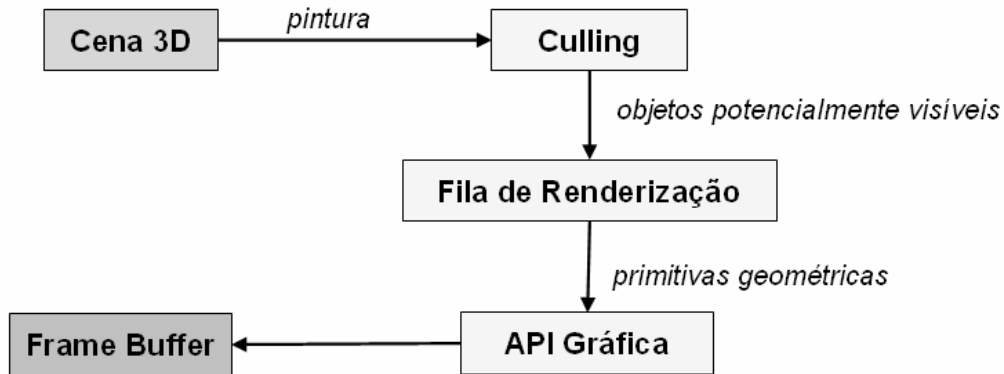 Cena 3D
pintura
Culling
objetos potencialmente visíveis
Fila de Renderização
primitivas geométricas
API Gráfica
Frame Buffer